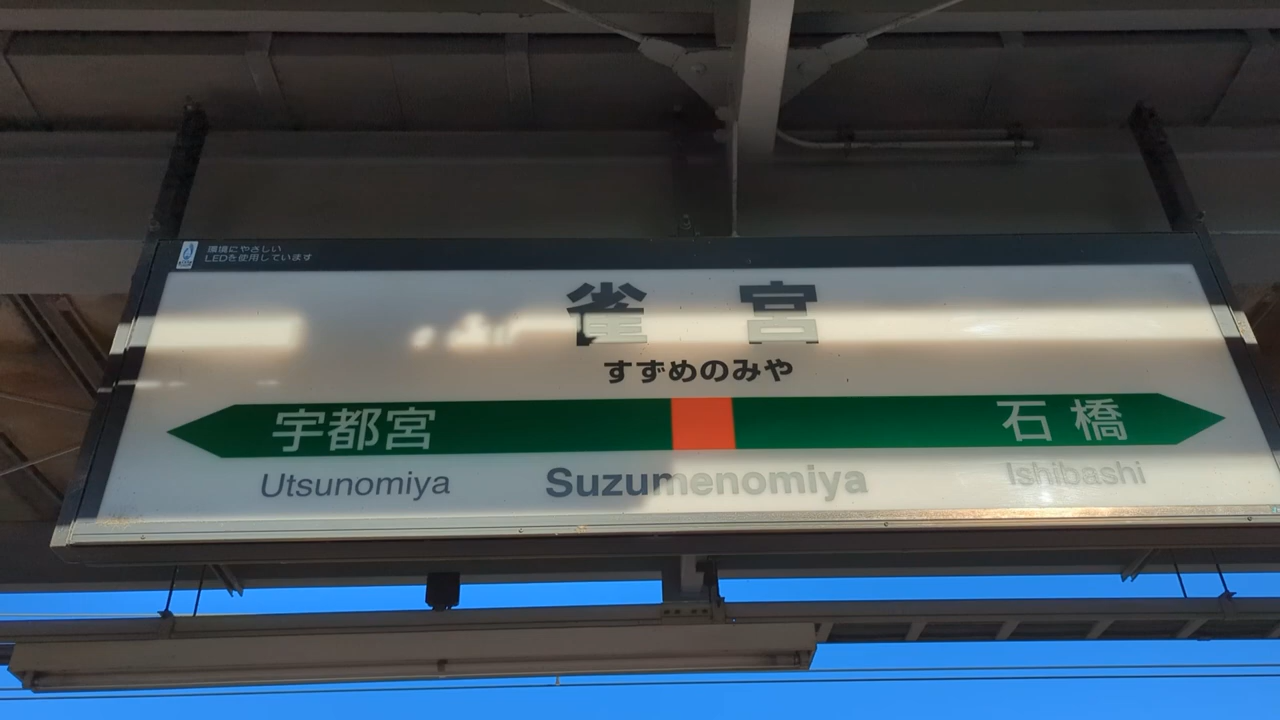 環境にやさしい
LEDを使用しています
雀宮
すずめのみや
宇都宮 石橋
Utsunomiya Suzumenomiya Ishibashi